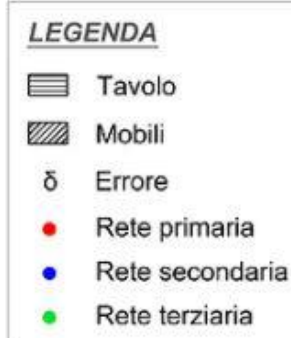 LEGENDA
Tavolo
Mobili
δ Errore
Rete primaria
Rete secondaria
Rete terziaria